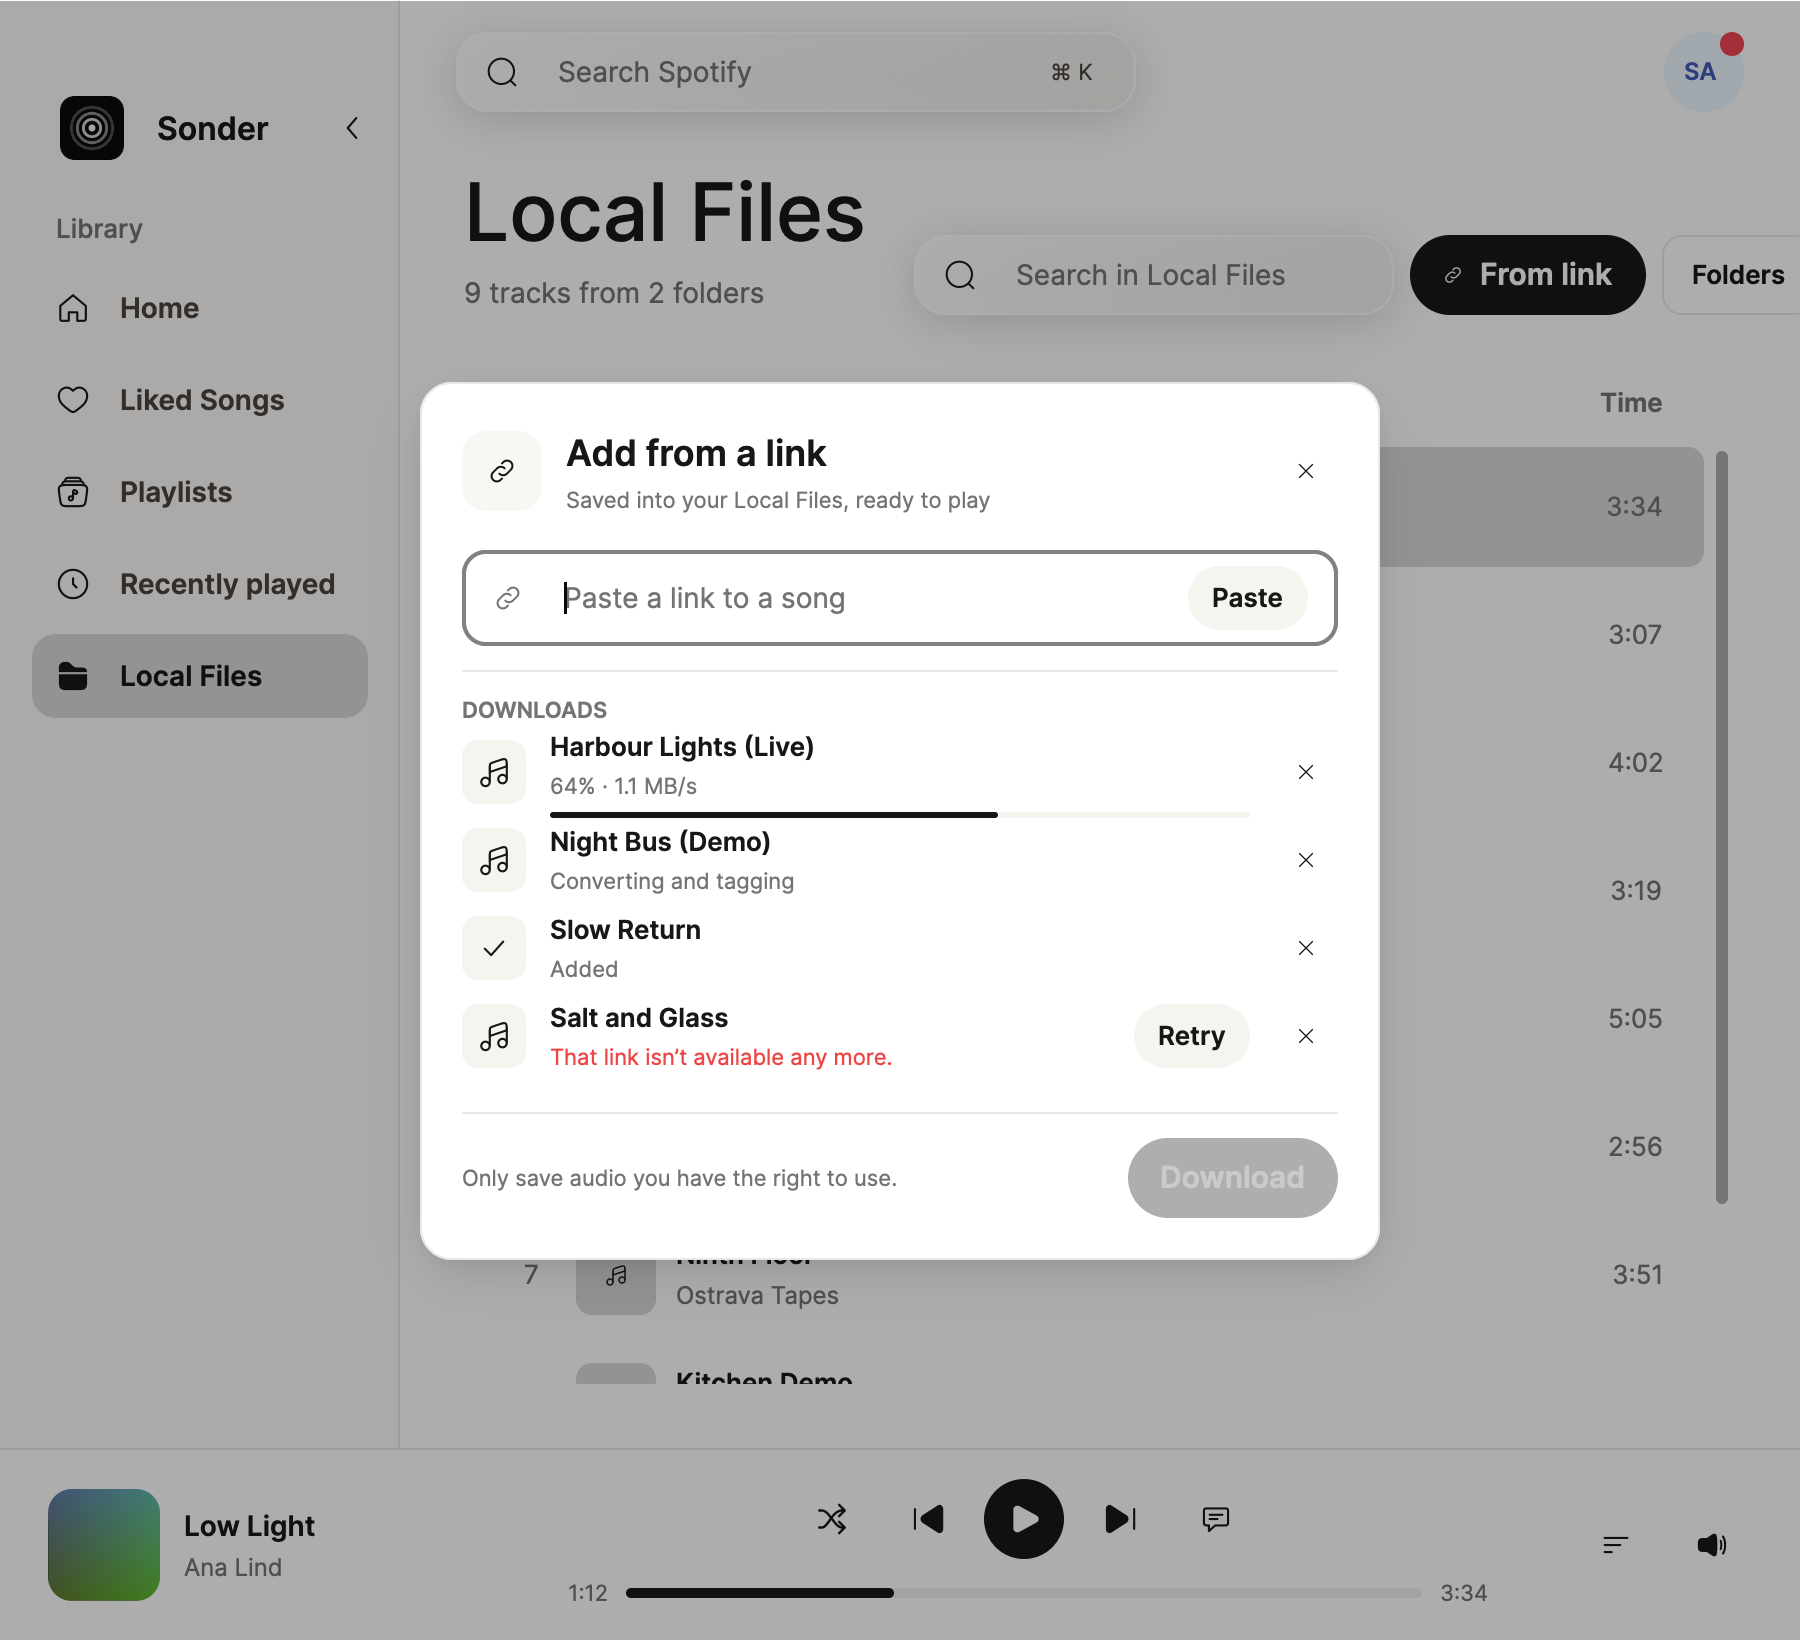 Search Spotify
⌘ K
SA
Sonder
Library
Home
Liked Songs
Playlists
Recently played
Local Files
Local Files
9 tracks from 2 folders
Search in Local Files
From link
Folders
Time
3:34
3:07
4:02
3:19
5:05
2:56
Add from a link
Saved into your Local Files, ready to play
Paste a link to a song
Paste
DOWNLOADS
Harbour Lights (Live)
64% · 1.1 MB/s
Night Bus (Demo)
Converting and tagging
Slow Return
Added
Salt and Glass
That link isn’t available any more.
Retry
Only save audio you have the right to use.
Download
7
Ninth Floor
Ostrava Tapes
3:51
Kitchen Demo
Low Light
Ana Lind
1:12
3:34